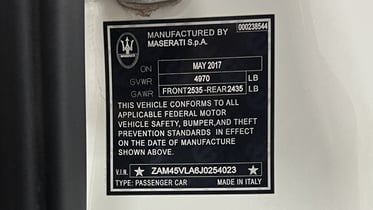 000238544
MANUFACTURED BY
MASERATI S.p.A.
ON MAY 2017
GVWR 4970 LB
GAWR FRONT2535-REAR2435 LB
THIS VEHICLE CONFORMS TO ALL
APPLICABLE FEDERAL MOTOR
VEHICLE SAFETY, BUMPER,AND THEFT
PREVENTION STANDARDS IN EFFECT
ON THE DATE OF MANUFACTURE
SHOWN ABOVE
V.I.N. ★ ZAM45VLA6J0254023 ★
TYPE: PASSENGER CAR MADE IN ITALY